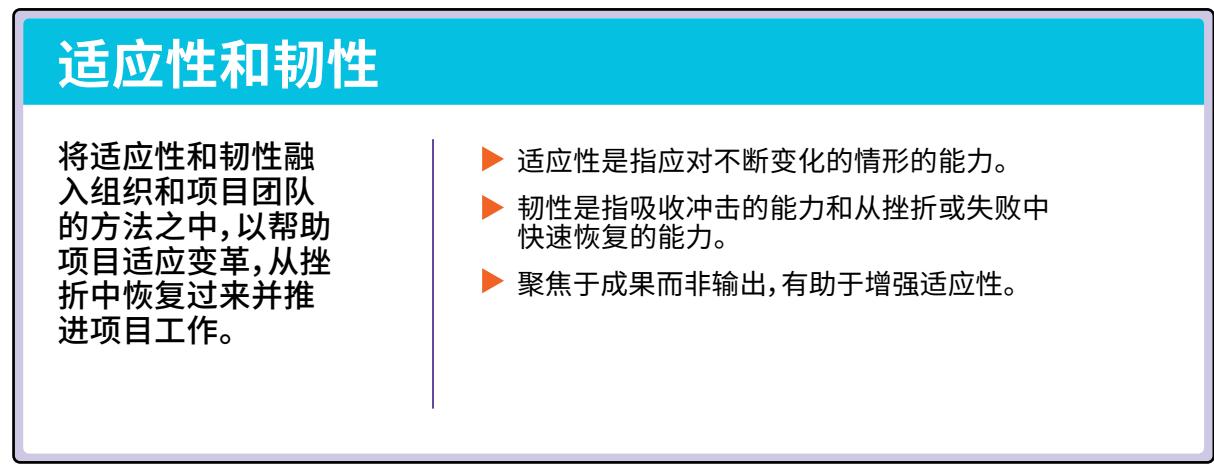 适应性和韧性
将适应性和韧性融
入组织和项目团队
的方法之中，以帮助
项目适应变革，从挫
折中恢复过来并推
进项目工作。
适应性是指应对不断变化的情形的能力。
韧性是指吸收冲击的能力和从挫折或失败中
快速恢复的能力。
聚焦于成果而非输出，有助于增强适应性。